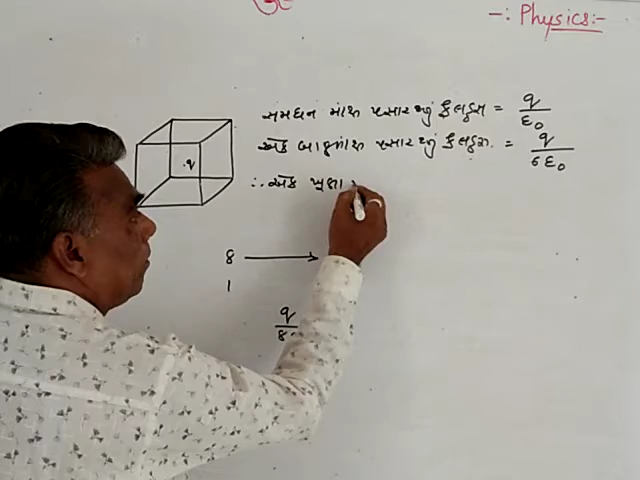 -: Physics:-
સમઘન માંથી પસાર થતું ફ્લક્સ = q/ε₀
એક બાજુમાંથી પસાર થતું ફ્લક્સ. = q/6ε₀
∴ એક ખૂણા
q
8 ⟶
1
q/8